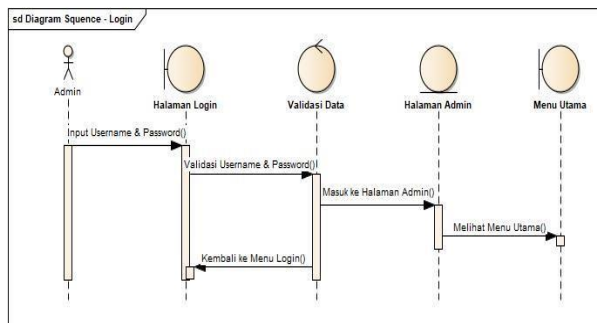 sd Diagram Squence - Login
Admin
Halaman Login
Validasi Data
Halaman Admin
Menu Utama
Input Username & Password()
Validasi Username & Password()
Masuk ke Halaman Admin()
Melihat Menu Utama()
Kembali ke Menu Login()